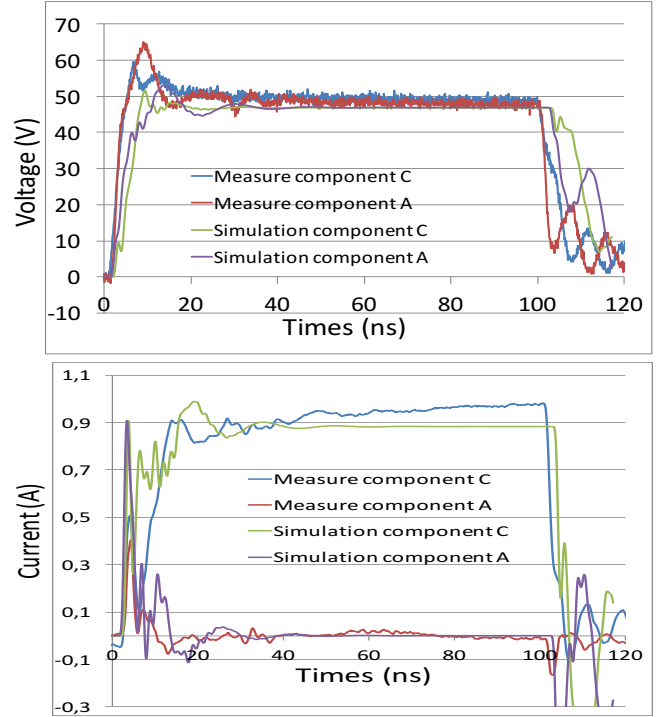 70
60
50
40
30
20
10
0
-10
Voltage (V)
Measure component C
Measure component A
Simulation component C
Simulation component A
0 20 40 60 80 100 120
Times (ns)
1,1
0,9
0,7
0,5
0,3
0,1
-0,1
-0,3
Current (A)
Measure component C
Measure component A
Simulation component C
Simulation component A
0 20 40 60 80 100 120
Times (ns)